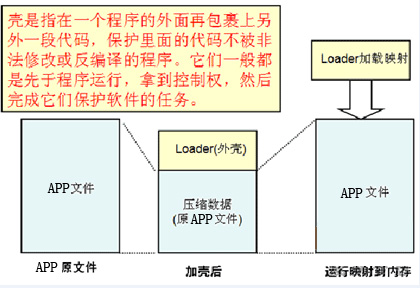 壳是指在一个程序的外面再包裹上另
外一段代码，保护里面的代码不被非
法修改或反编译的程序。它们一般都
是先于程序运行，拿到控制权，然后
完成它们保护软件的任务。
Loader加载映射
Loader(外壳)
APP文件
压缩数据
(原APP文件)
APP 文件
APP 原文件
加壳后
运行映射到内存